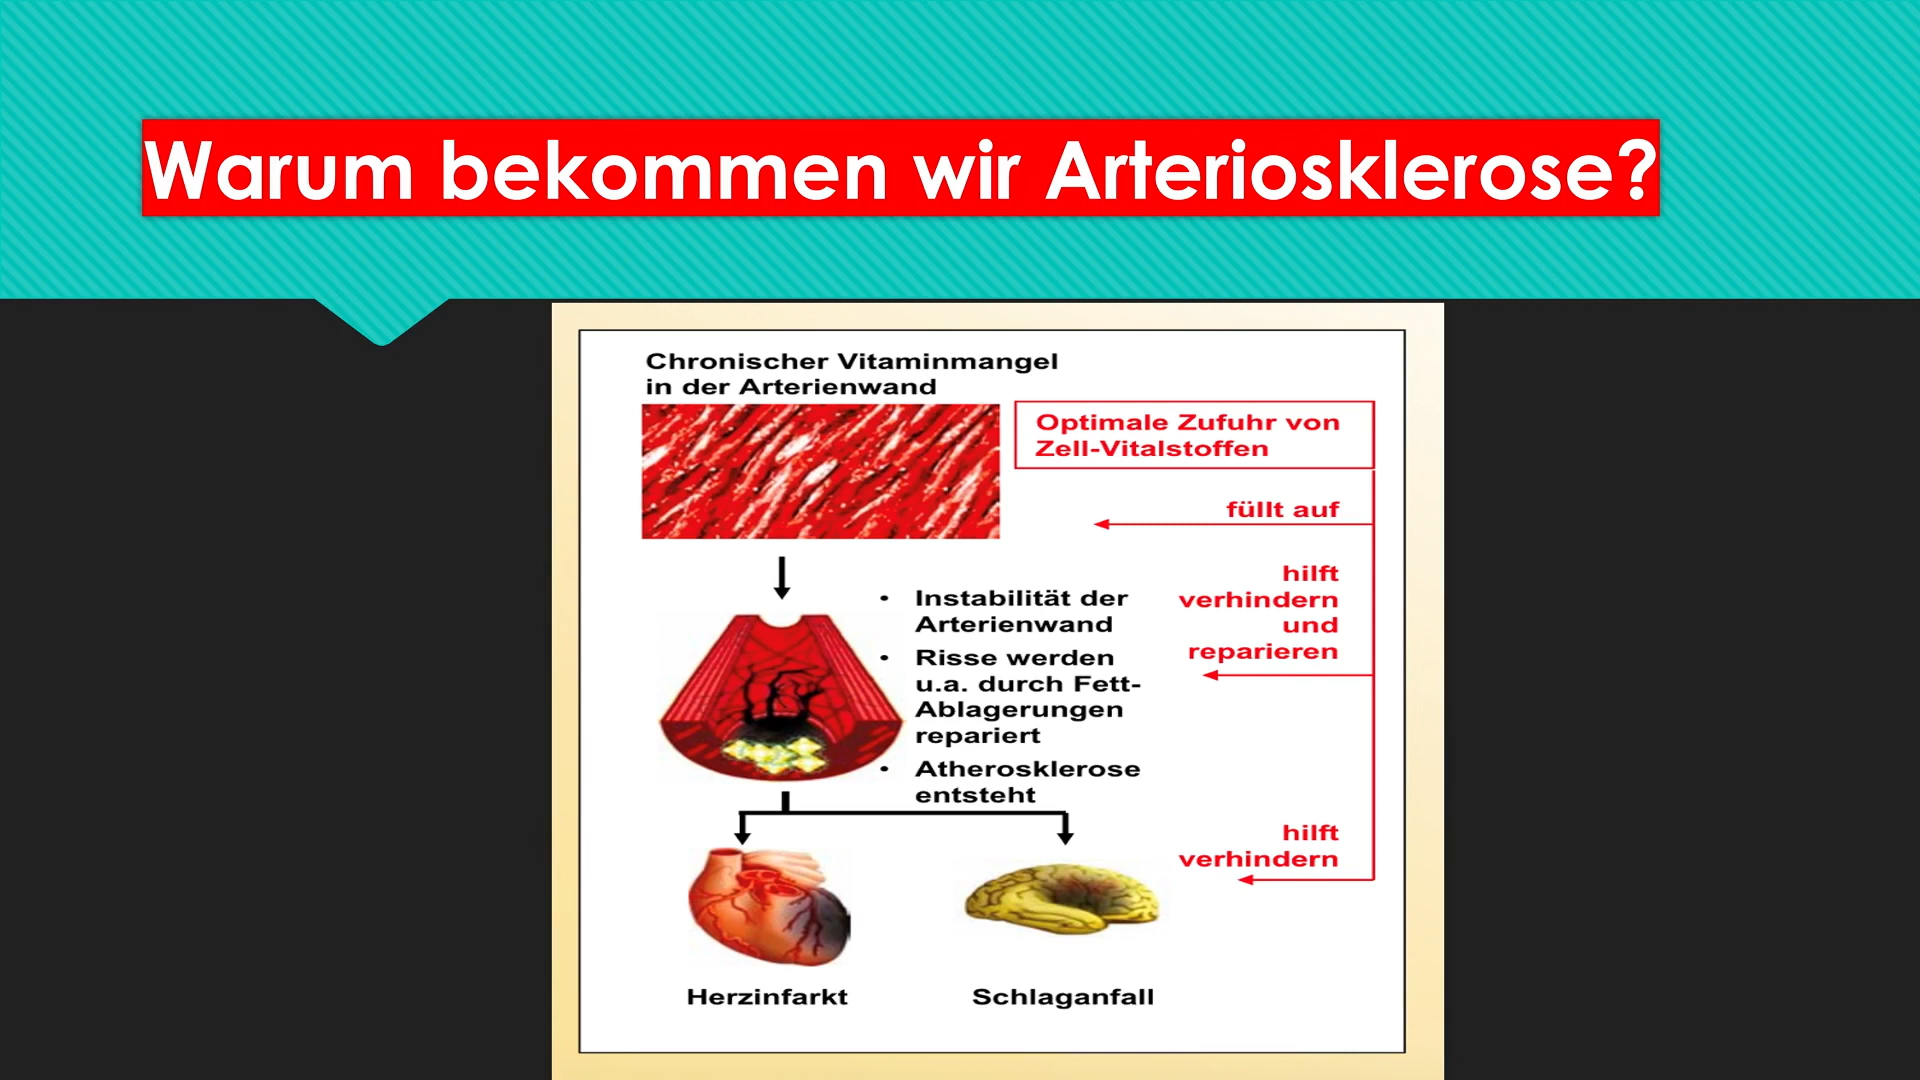 Warum bekommen wir Arteriosklerose?
Chronischer Vitaminmangel
in der Arterienwand
Optimale Zufuhr von
Zell-Vitalstoffen
füllt auf
• Instabilität der
Arterienwand
• Risse werden
u.a. durch Fett-
Ablagerungen
repariert
• Atherosklerose
entsteht
hilft
verhindern
und
reparieren
hilft
verhindern
Herzinfarkt
Schlaganfall